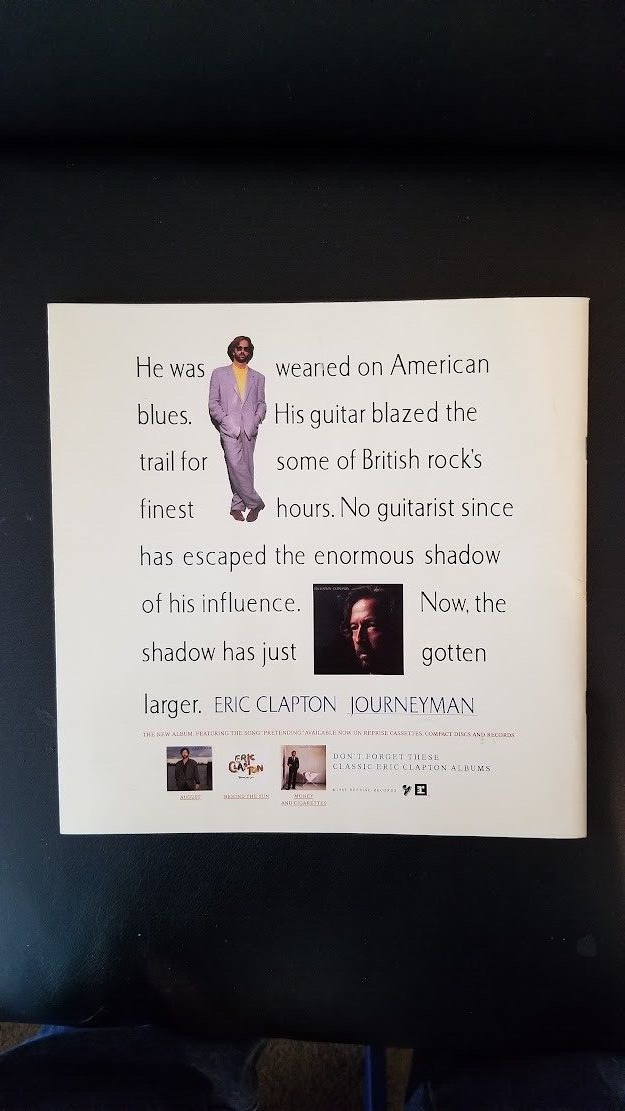 He was weaned on American
blues. His guitar blazed the
trail for some of British rock's
finest hours. No guitarist since
has escaped the enormous shadow
of his influence. Now, the
shadow has just gotten
larger. ERIC CLAPTON JOURNEYMAN
THE NEW ALBUM. FEATURING THE SONG "PRETENDING." AVAILABLE NOW ON REPRISE CASSETTES, COMPACT DISCS AND RECORDS
ERIC CLAPTON
DON'T FORGET THESE
CLASSIC ERIC CLAPTON ALBUMS
AUGUST
BEHIND THE SUN
MONEY
AND CIGARETTES
REPRISE RECORDS
r